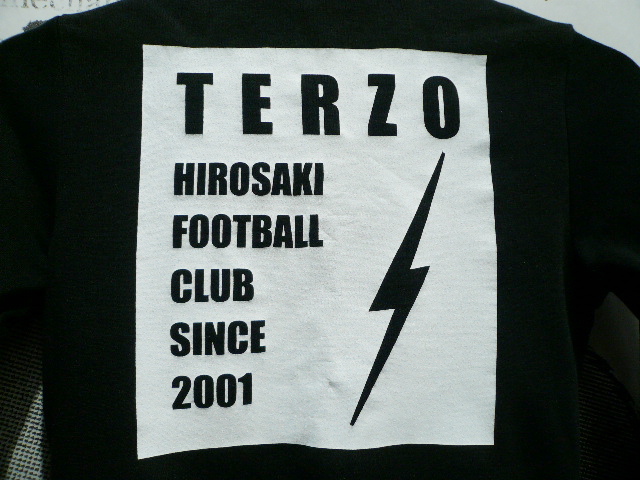 TERZO
HIROSAKI
FOOTBALL
CLUB
SINCE
2001